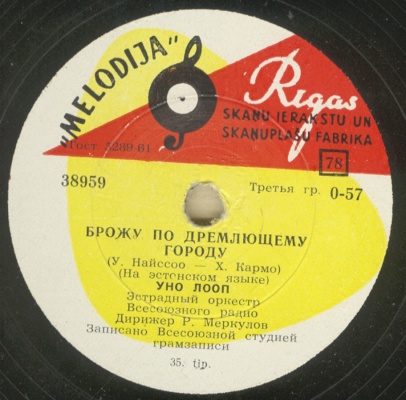 "MELODIJA"
Rīgas
SKAŅU IERAKSTU UN
SKAŅUPLAŠU FABRIKA
Гост 5289-61
78
38959
Третья гр. 0-57
БРОЖУ ПО ДРЕМЛЮЩЕМУ
ГОРОДУ
(У. Найссоо — Х. Кармо)
(На эстонском языке)
УНО ЛООП
Эстрадный оркестр
Всесоюзного радио
Дирижер Р. Меркулов
Записано Всесоюзной студией
грамзаписи
35. tip.